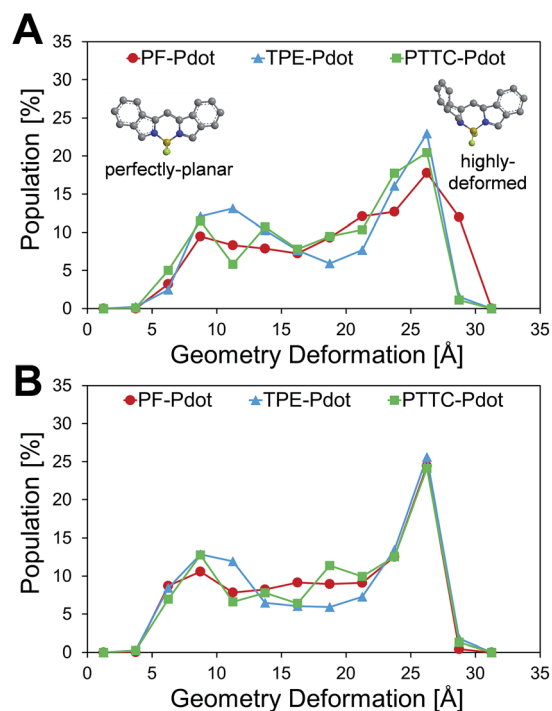 A
35
30
25
20
15
10
5
0
Population [%]
PF-Pdot TPE-Pdot PTTC-Pdot
perfectly-planar
highly-
deformed
0 5 10 15 20 25 30 35
Geometry Deformation [Å]
B
35
30
25
20
15
10
5
0
Population [%]
PF-Pdot TPE-Pdot PTTC-Pdot
0 5 10 15 20 25 30 35
Geometry Deformation [Å]